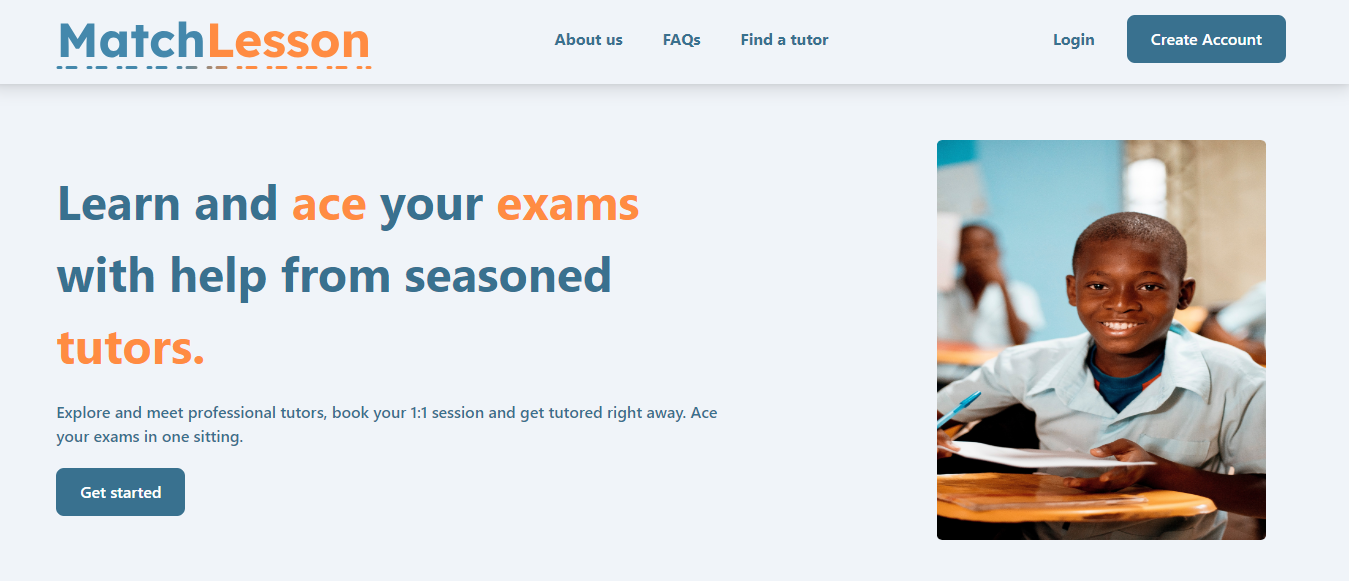 MatchLesson
About us
FAQs
Find a tutor
Login
Create Account
Learn and ace your exams
with help from seasoned
tutors.
Explore and meet professional tutors, book your 1:1 session and get tutored right away. Ace
your exams in one sitting.
Get started